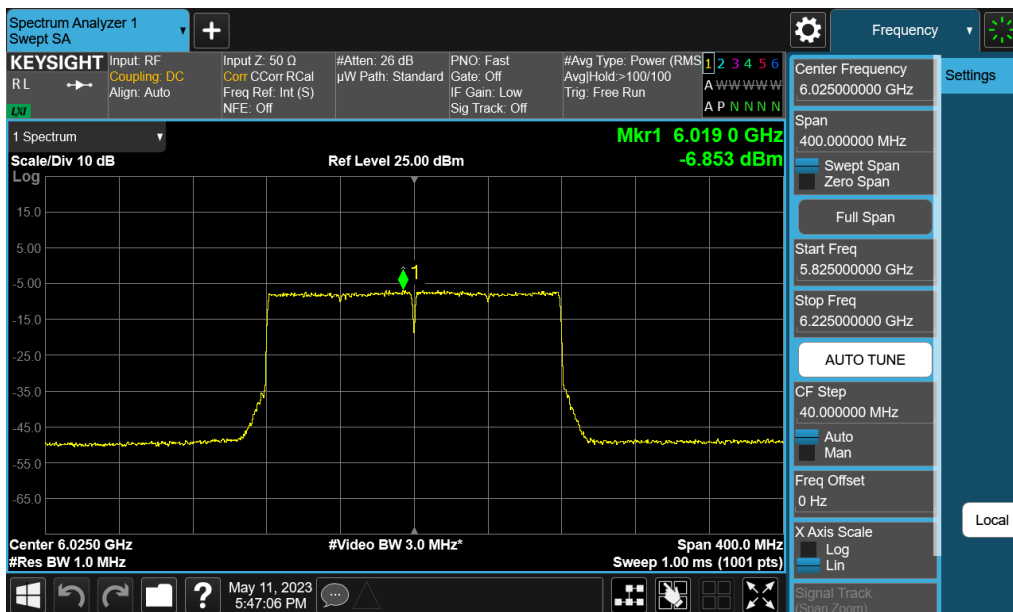 Spectrum Analyzer 1
Swept SA
+
Frequency
KEYSIGHT
RL
LXI
Input: RF
Coupling: DC
Align: Auto
Input Z: 50 Ω
Corr CCorr RCal
Freq Ref: Int (S)
NFE: Off
#Atten: 26 dB
µW Path: Standard
PNO: Fast
Gate: Off
IF Gain: Low
Sig Track: Off
#Avg Type: Power (RMS
Avg|Hold:>100/100
Trig: Free Run
1 2 3 4 5 6
A W W W W W
A P N N N N
1 Spectrum
Scale/Div 10 dB
Log
Ref Level 25.00 dBm
Mkr1 6.019 0 GHz
-6.853 dBm
15.0
5.00
-5.00
-15.0
-25.0
-35.0
-45.0
-55.0
-65.0
1
Center 6.0250 GHz
#Res BW 1.0 MHz
#Video BW 3.0 MHz*
Span 400.0 MHz
Sweep 1.00 ms (1001 pts)
Center Frequency
6.025000000 GHz
Span
400.000000 MHz
Swept Span
Zero Span
Full Span
Start Freq
5.825000000 GHz
Stop Freq
6.225000000 GHz
AUTO TUNE
CF Step
40.000000 MHz
Auto
Man
Freq Offset
0 Hz
X Axis Scale
Log
Lin
Signal Track
(Span Zoom)
Settings
Local
?
May 11, 2023
5:47:06 PM